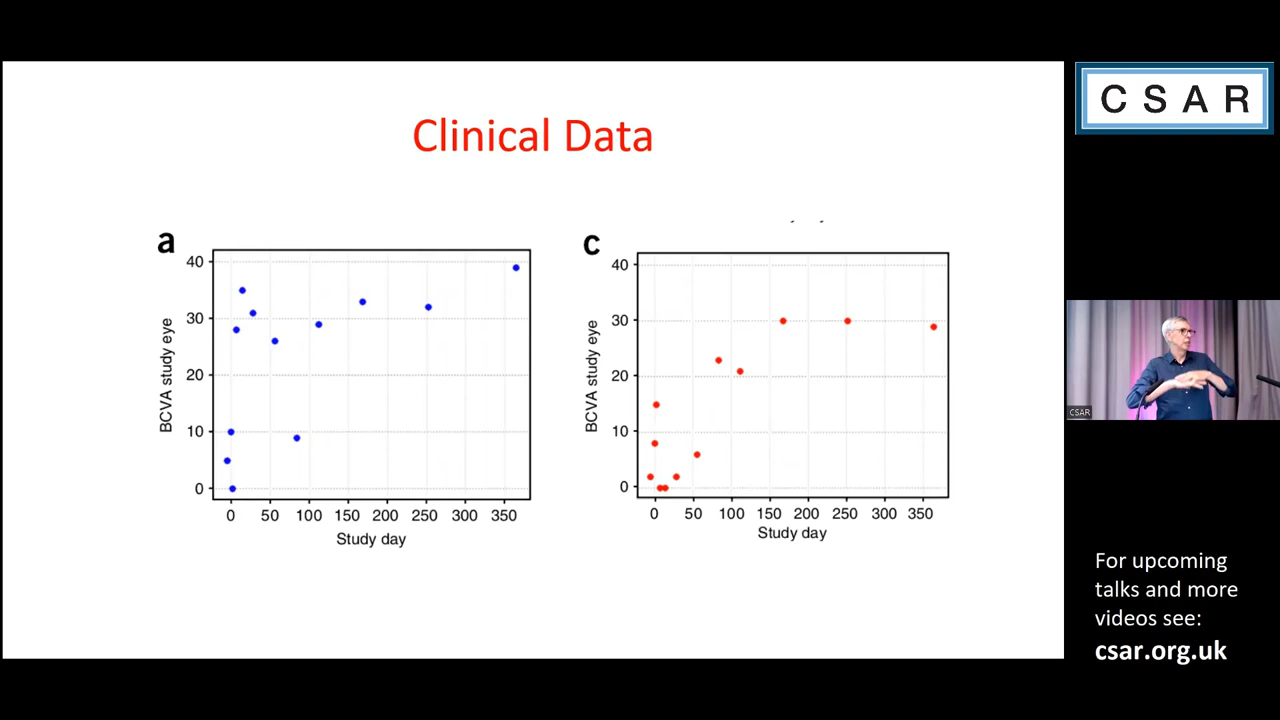 Clinical Data
a
BCVA study eye
40
30
20
10
0
0 50 100 150 200 250 300 350
Study day
c
BCVA study eye
40
30
20
10
0
0 50 100 150 200 250 300 350
Study day
CSAR
CSAR
For upcoming
talks and more
videos see:
csar.org.uk